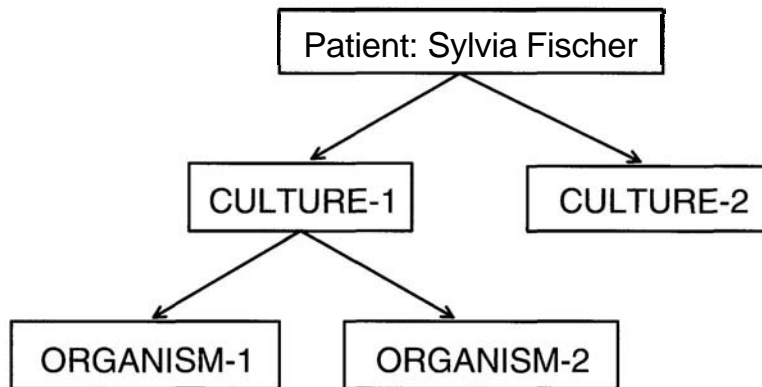 Patient: Sylvia Fischer
CULTURE-1
CULTURE-2
ORGANISM-1
ORGANISM-2